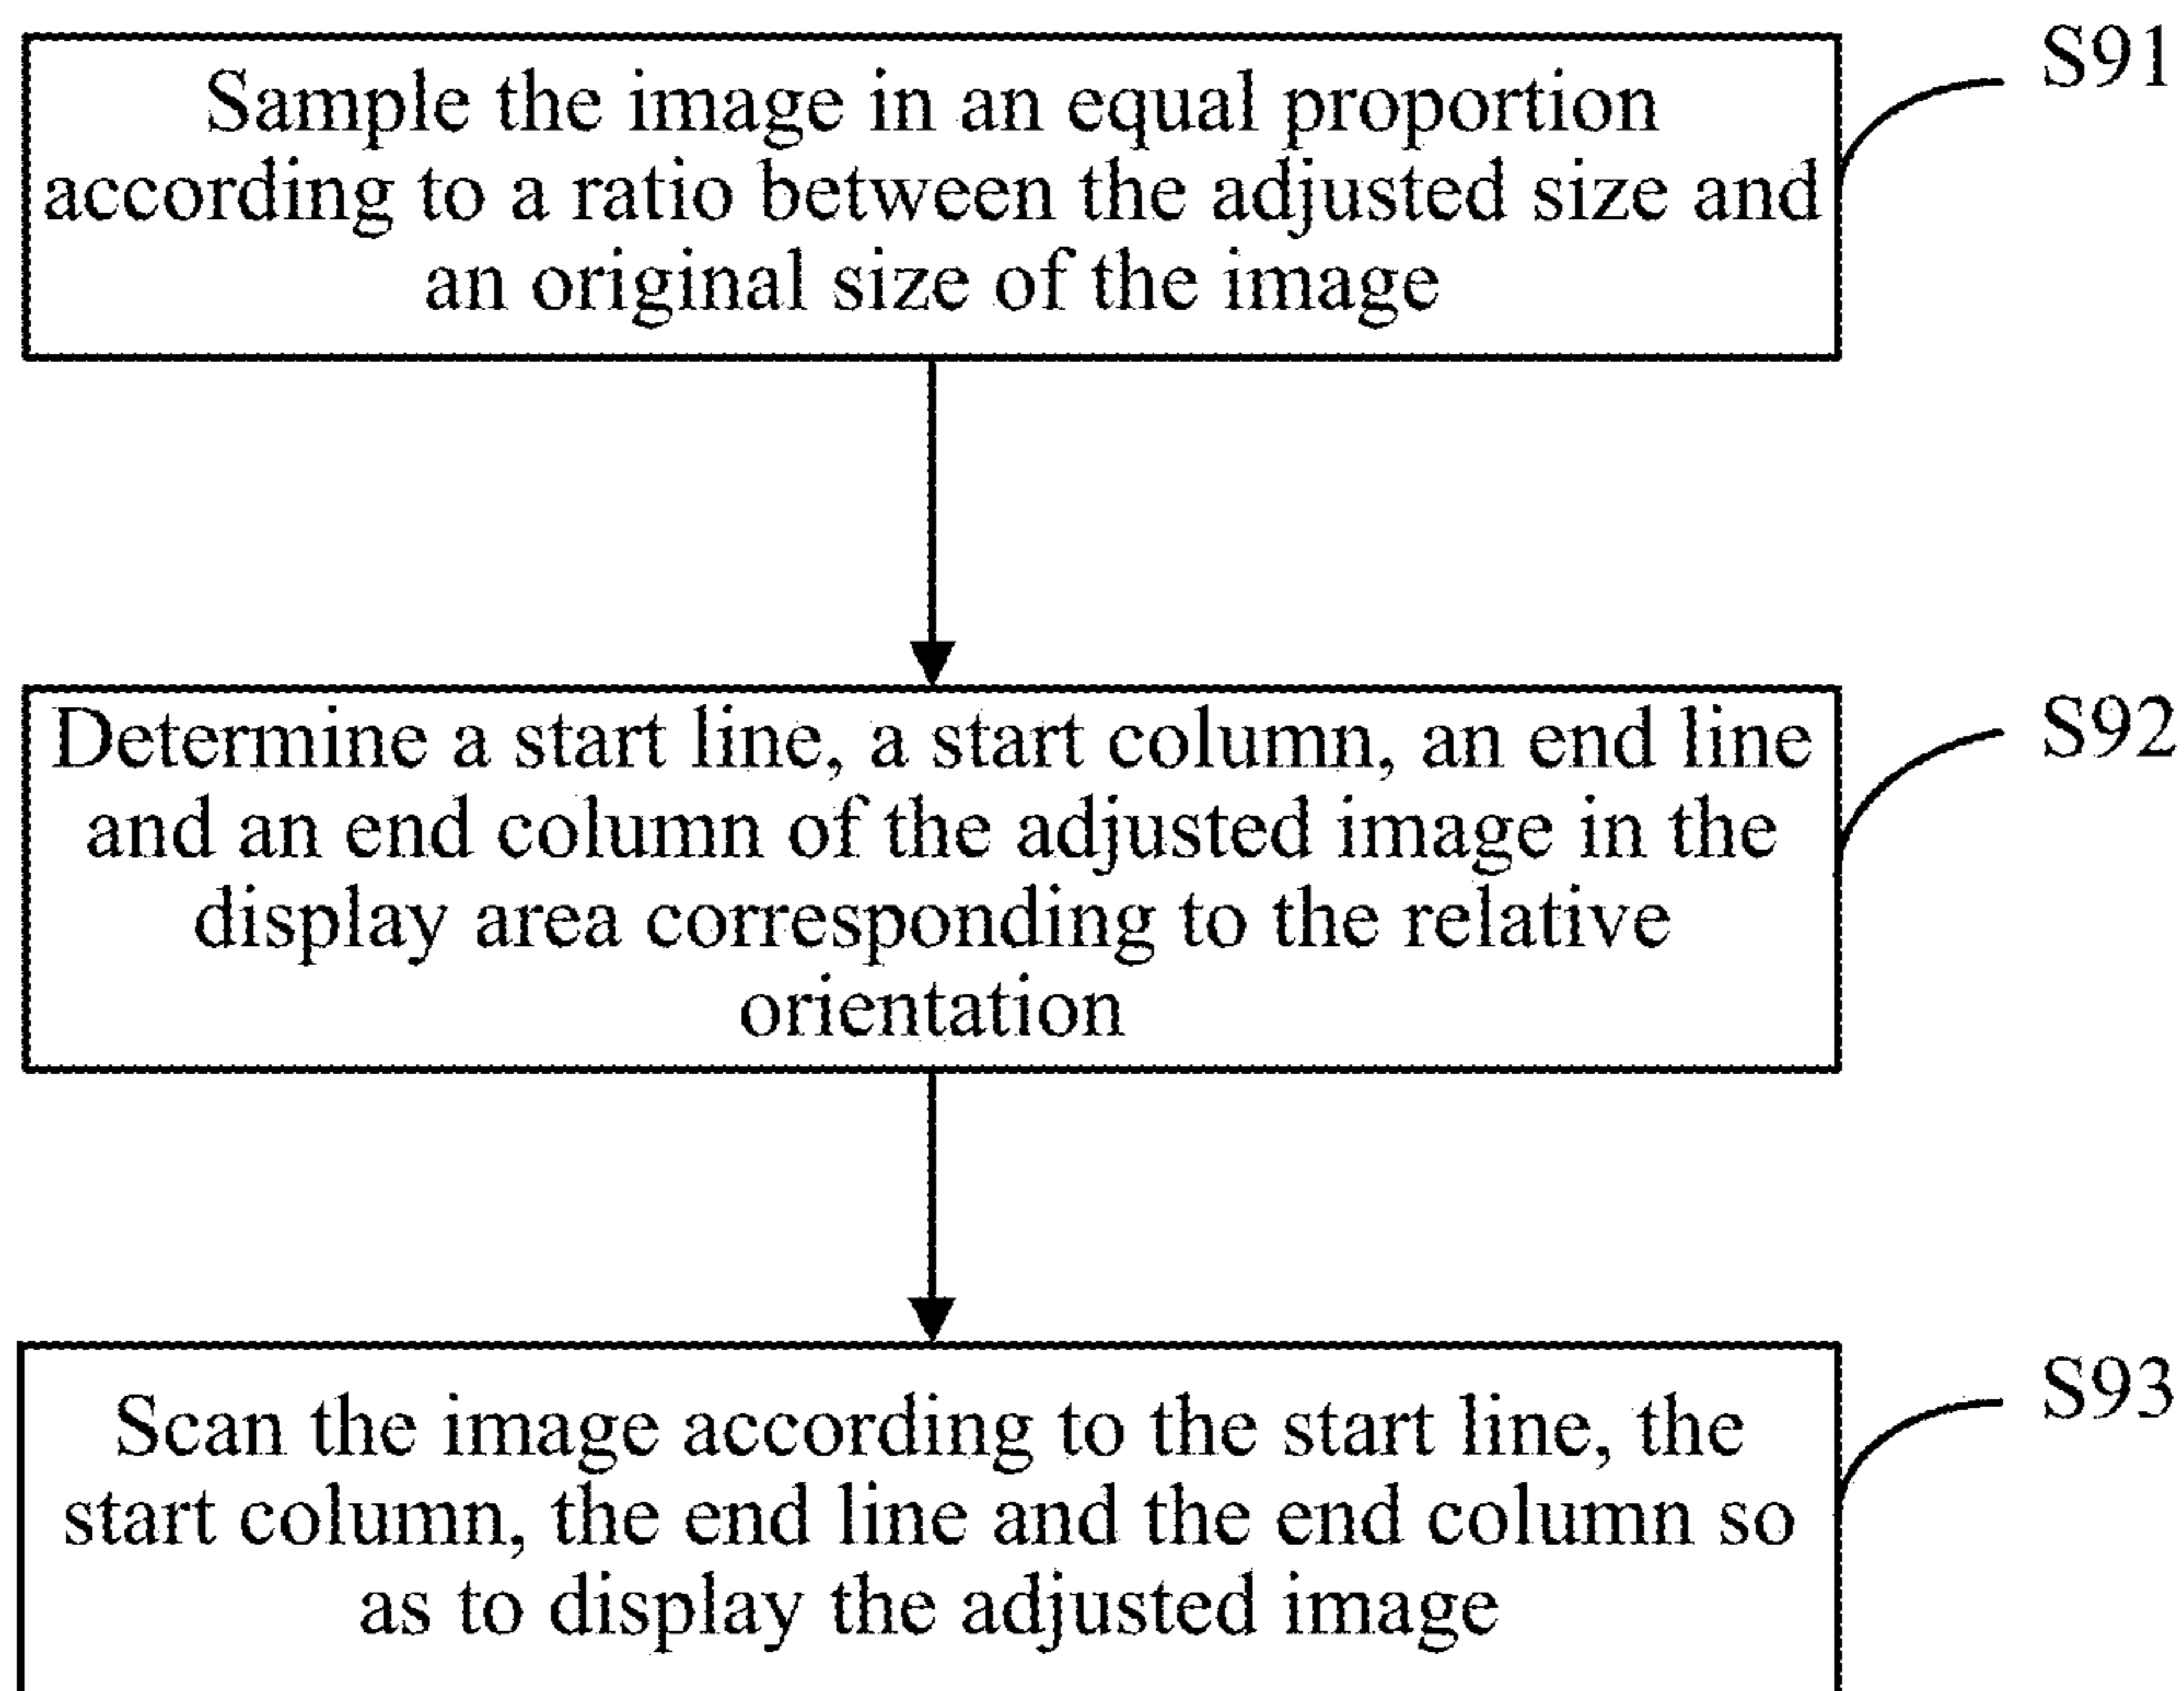 Sample the image in an equal proportion
according to a ratio between the adjusted size and
an original size of the image
S91
Determine a start line, a start column, an end line
and an end column of the adjusted image in the
display area corresponding to the relative
orientation
S92
Scan the image according to the start line, the
start column, the end line and the end column so
as to display the adjusted image
S93